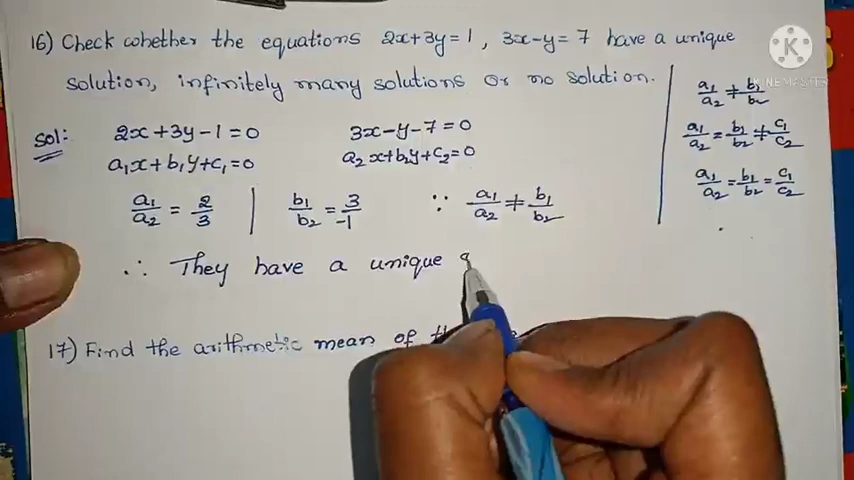 16) Check whether the equations 2x+3y=1, 3x-y=7 have a unique
solution, infinitely many solutions or no solution.
Sol: 2x+3y-1=0 3x-y-7=0
a₁x+b₁y+c₁=0 a₂x+b₂y+c₂=0
a₁/a₂ = 2/3 | b₁/b₂ = 3/-1 ∵ a₁/a₂ ≠ b₁/b₂
∴ They have a unique
17) Find the arithmetic mean of
a₁/a₂ ≠ b₁/b₂
a₁/a₂ = b₁/b₂ ≠ c₁/c₂
a₁/a₂ = b₁/b₂ = c₁/c₂
K
KINEMASTER